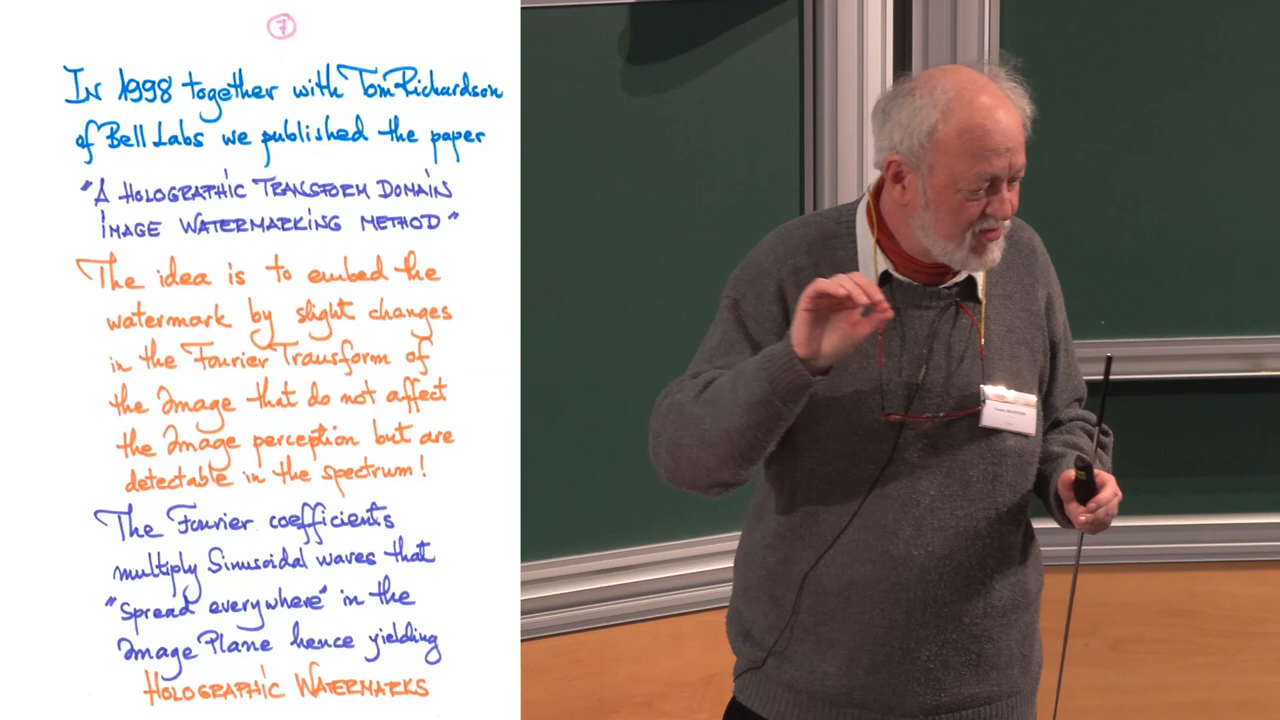 7
In 1998 together with Tom Richardson
of Bell Labs we published the paper
"A HOLOGRAPHIC TRANSFORM DOMAIN
IMAGE WATERMARKING METHOD"
The idea is to embed the
watermark by slight changes
in the Fourier Transform of
the Image that do not affect
the Image perception but are
detectable in the spectrum!
The Fourier coefficients
multiply Sinusoidal waves that
"Spread everywhere" in the
Image Plane hence yielding
HOLOGRAPHIC WATERMARKS